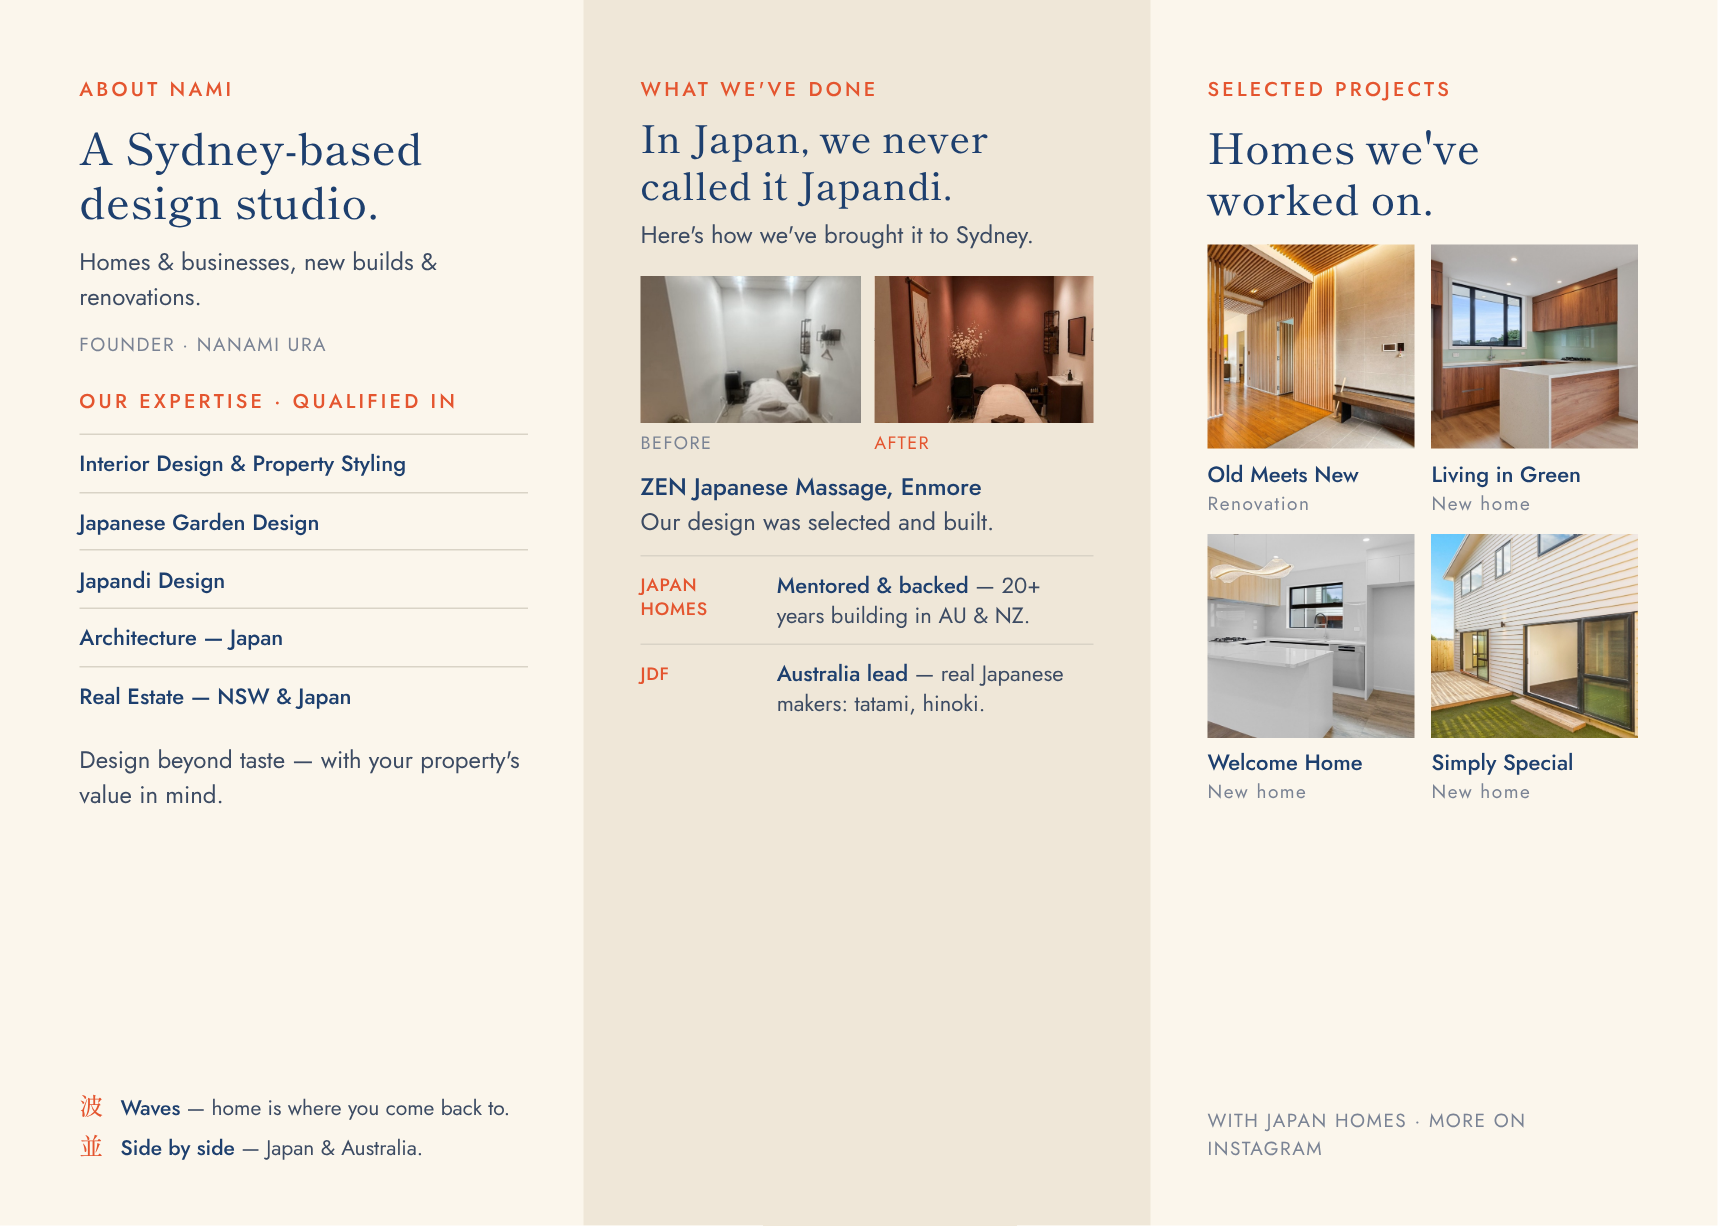 ABOUT NAMI
A Sydney-based
design studio.
Homes & businesses, new builds &
renovations.
FOUNDER · NANAMI URA
OUR EXPERTISE · QUALIFIED IN
Interior Design & Property Styling
Japanese Garden Design
Japandi Design
Architecture — Japan
Real Estate — NSW & Japan
Design beyond taste — with your property's
value in mind.
波 Waves — home is where you come back to.
並 Side by side — Japan & Australia.
WHAT WE'VE DONE
In Japan, we never
called it Japandi.
Here's how we've brought it to Sydney.
BEFORE
AFTER
ZEN Japanese Massage, Enmore
Our design was selected and built.
JAPAN
HOMES
Mentored & backed — 20+
years building in AU & NZ.
JDF
Australia lead — real Japanese
makers: tatami, hinoki.
SELECTED PROJECTS
Homes we've
worked on.
Old Meets New
Renovation
Living in Green
New home
Welcome Home
New home
Simply Special
New home
WITH JAPAN HOMES · MORE ON
INSTAGRAM